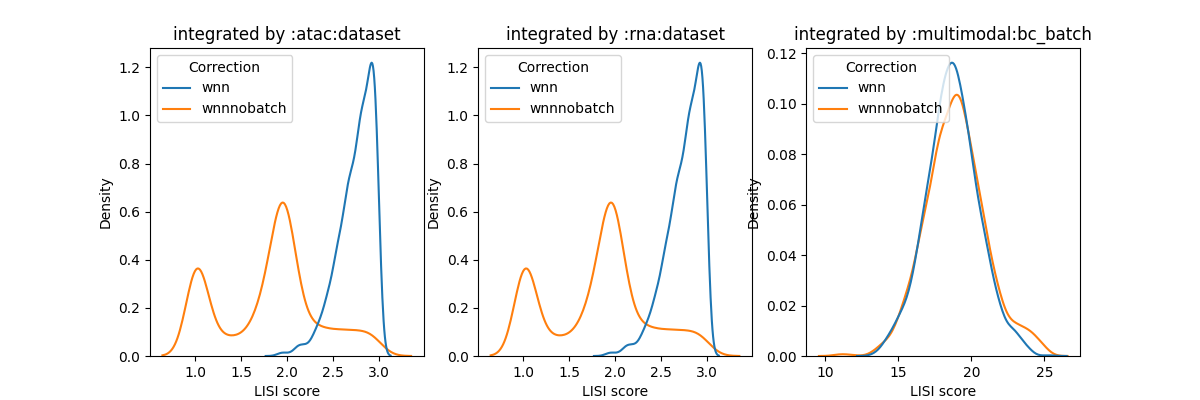 integrated by :atac:dataset
Correction
wnn
wnnnobatch
Density
1.2
1.0
0.8
0.6
0.4
0.2
0.0
1.0 1.5 2.0 2.5 3.0
LISI score
integrated by :rna:dataset
Correction
wnn
wnnnobatch
Density
1.2
1.0
0.8
0.6
0.4
0.2
0.0
1.0 1.5 2.0 2.5 3.0
LISI score
integrated by :multimodal:bc_batch
Correction
wnn
wnnnobatch
Density
0.12
0.10
0.08
0.06
0.04
0.02
0.00
10 15 20 25
LISI score